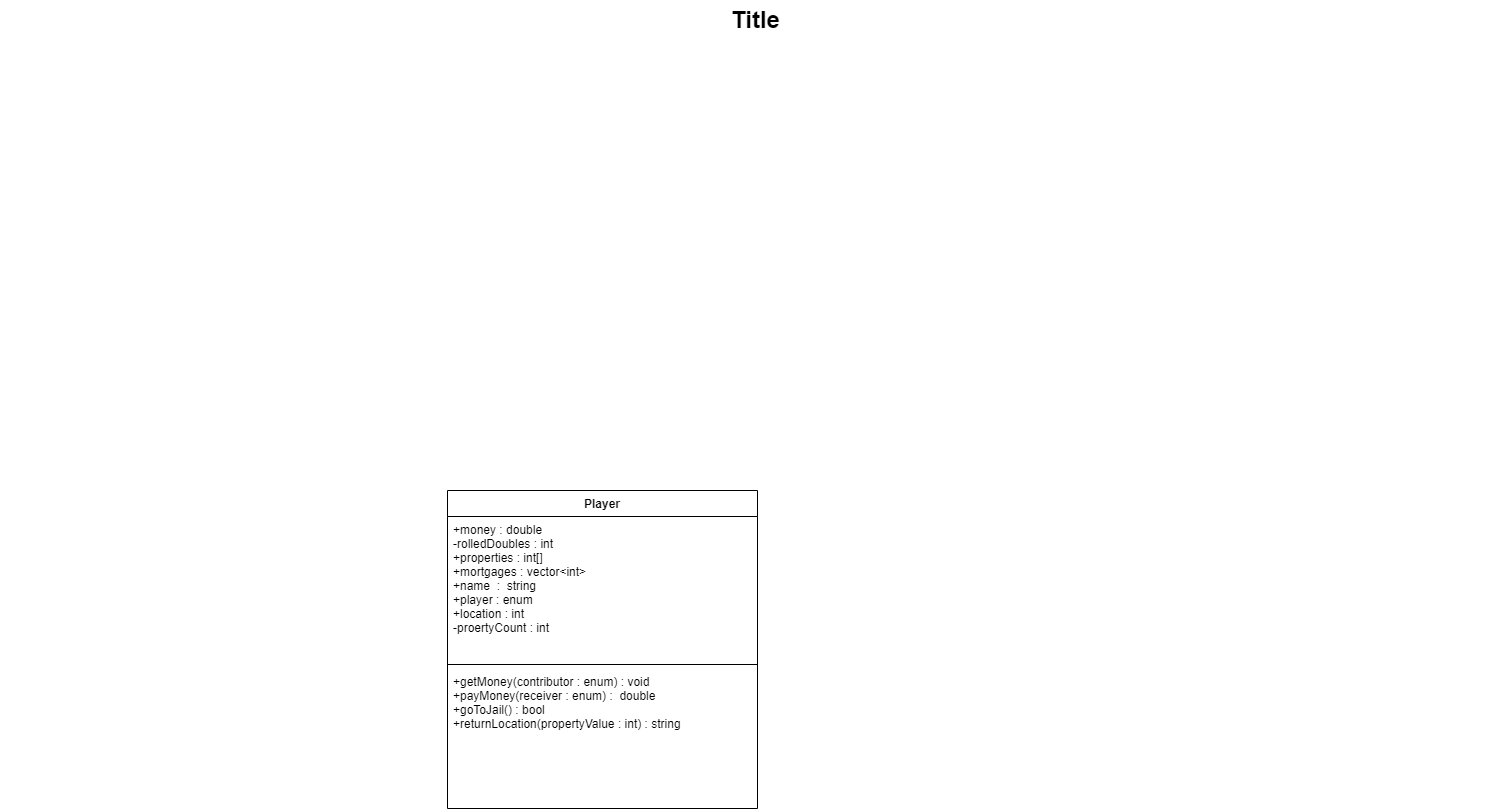 Title
Player
+money : double
-rolledDoubles : int
+properties : int[]
+mortgages : vector<int>
+name  :  string
+player : enum
+location : int
-proertyCount : int
+getMoney(contributor : enum) : void
+payMoney(receiver : enum) :  double
+goToJail() : bool
+returnLocation(propertyValue : int) : string